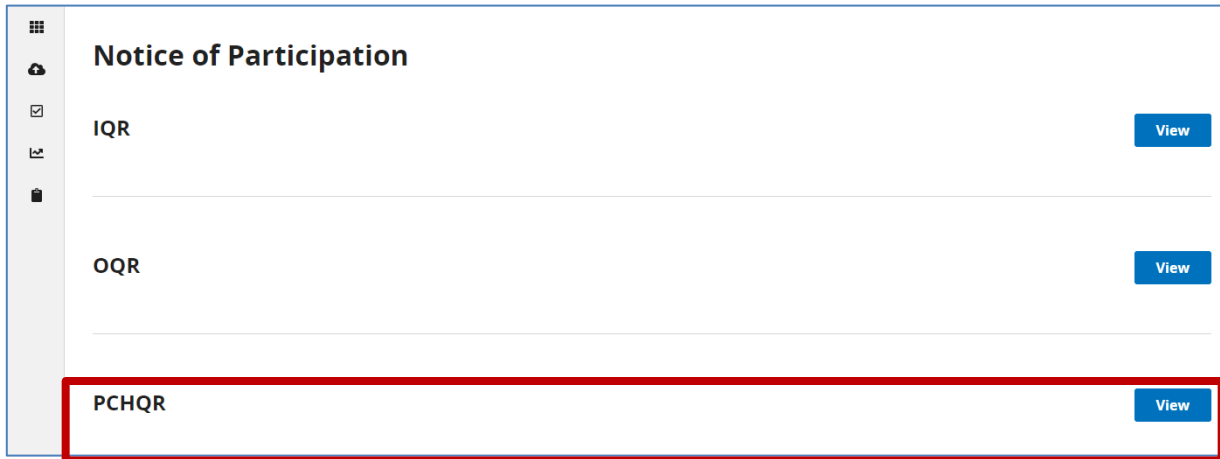 Notice of Participation
IQR
View
OQR
View
PCHQR
View